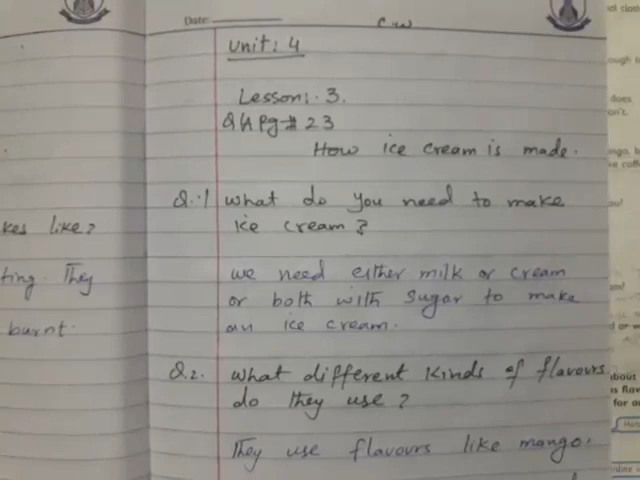 Date:
C.W
Unit: 4
Lesson: 3.
Q/A Pg # 23
How ice cream is made.
Q.1 What do you need to make
ice cream?
we need either milk or cream
or both with sugar to make
an ice cream.
Q.2. What different kinds of flavours
do they use?
They use flavours like mango,
kes like?
ting. They
burnt.